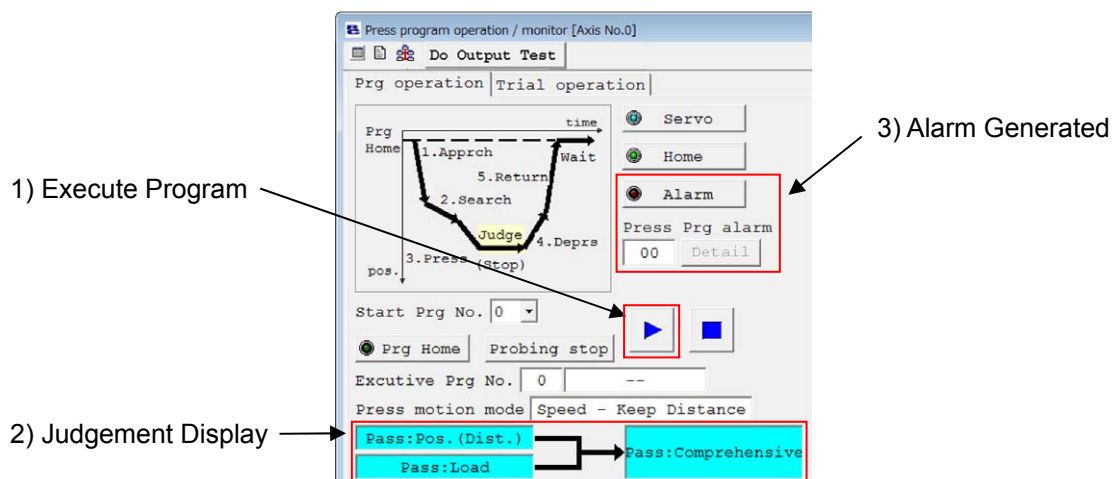 Press program operation / monitor [Axis No.0]
Do Output Test
Prg operation Trial operation
Prg Home
time
1.Apprch
Wait
5.Return
2.Search
Judge
4.Deprs
3.Press
(Stop)
pos.
Servo
Home
Alarm
Press Prg alarm
00 Detail
Start Prg No. 0
Prg Home Probing stop
Excutive Prg No. 0 --
Press motion mode Speed - Keep Distance
Pass:Pos.(Dist.)
Pass:Load
Pass:Comprehensive
1) Execute Program
2) Judgement Display
3) Alarm Generated